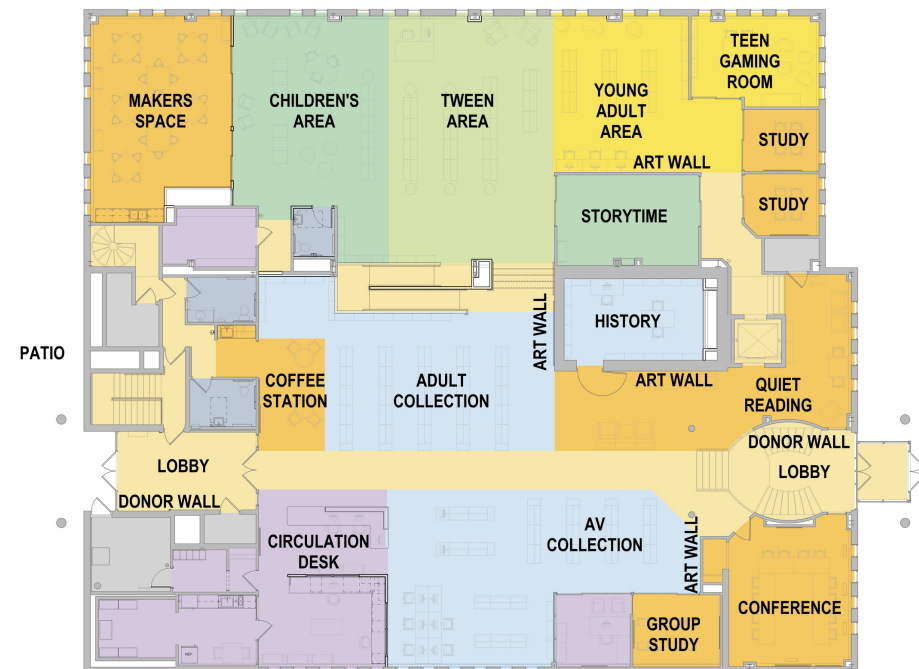 MAKERS
SPACE
CHILDREN'S
AREA
TWEEN
AREA
YOUNG
ADULT
AREA
TEEN
GAMING
ROOM
ART WALL
STUDY
STUDY
STORYTIME
PATIO
HISTORY
ART WALL
ART WALL
COFFEE
STATION
ADULT
COLLECTION
QUIET
READING
LOBBY
DONOR WALL
DONOR WALL
LOBBY
CIRCULATION
DESK
AV
COLLECTION
ART WALL
GROUP
STUDY
CONFERENCE